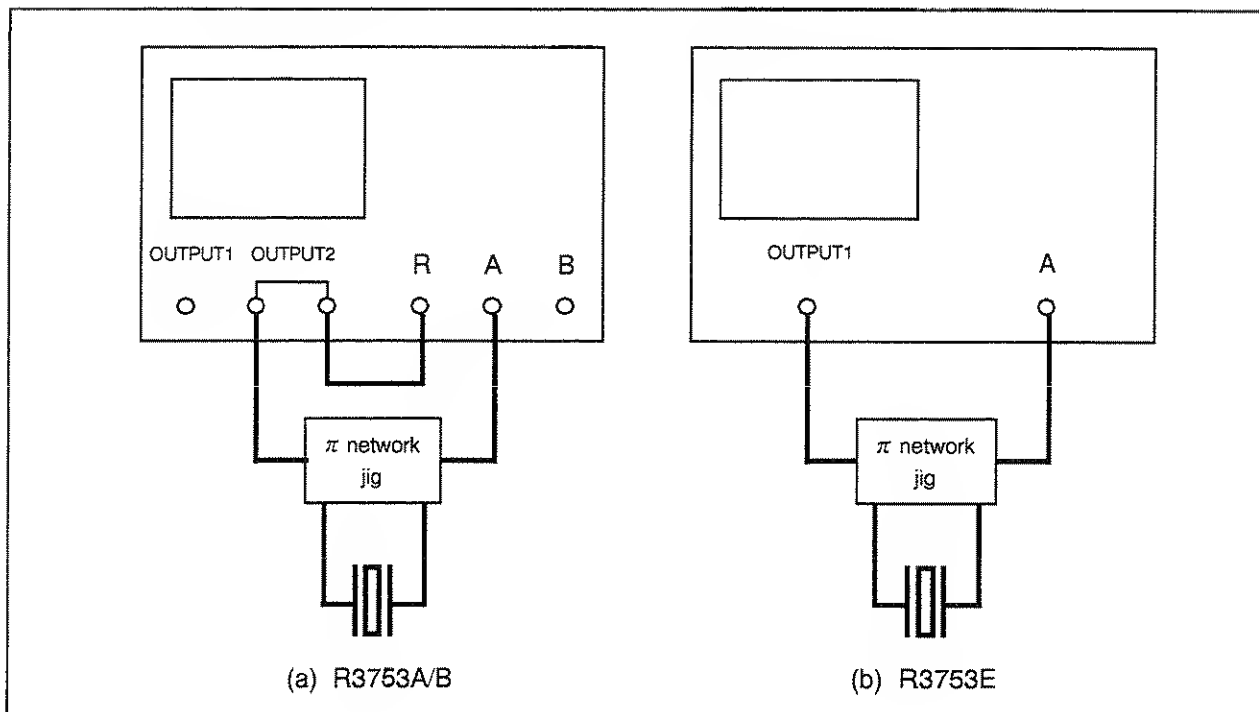 OUTPUT1 OUTPUT2 R A B
π network
jig
(a) R3753A/B
OUTPUT1 A
π network
jig
(b) R3753E